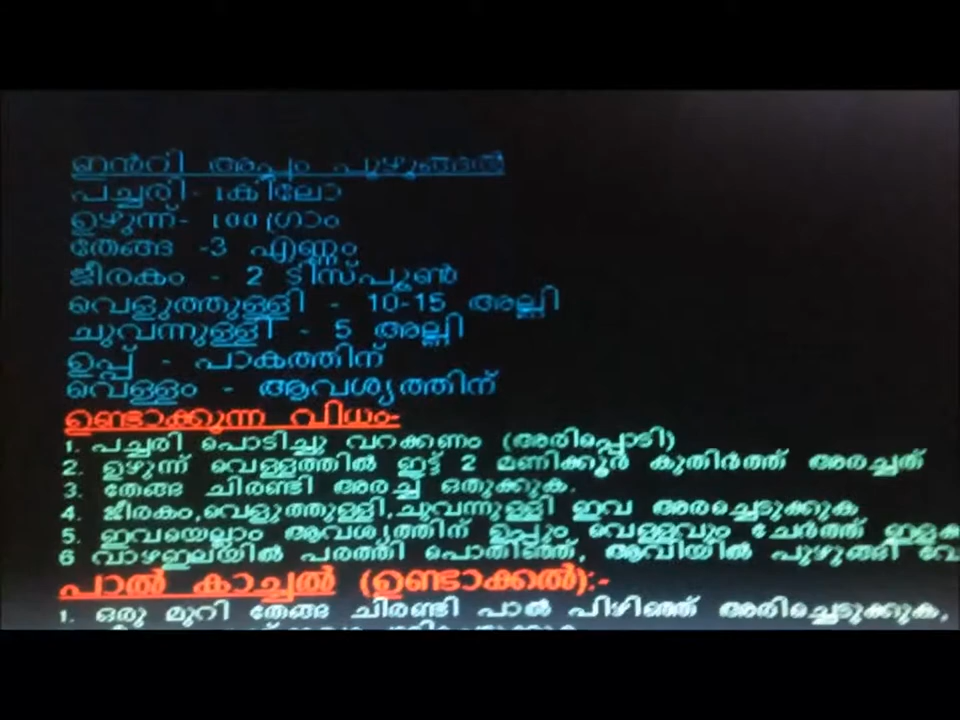 ഇൻറി അപ്പം പുഴുങ്ങൽ
പച്ചരി - 1കിലോ
ഉഴുന്ന്- 100ഗ്രാം
തേങ്ങ -3 എണ്ണം
ജീരകം - 2 ടീസ്പൂൺ
വെളുത്തുള്ളി - 10-15 അല്ലി
ചുവന്നുള്ളി - 5 അല്ലി
ഉപ്പ് - പാകത്തിന്
വെള്ളം - ആവശ്യത്തിന്
ഉണ്ടാക്കുന്ന വിധം:-
1. പച്ചരി പൊടിച്ചു വറക്കണം (അരിപ്പൊടി)
2. ഉഴുന്ന് വെള്ളത്തിൽ ഇട്ട് 2 മണിക്കൂർ കുതിർത്ത് അരച്ചത്
3. തേങ്ങ ചിരണ്ടി അരച്ച് ഒതുക്കുക.
4. ജീരകം,വെളുത്തുള്ളി,ചുവന്നുള്ളി ഇവ അരച്ചെടുക്കുക
5. ഇവയെല്ലാം ആവശ്യത്തിന് ഉപ്പും, വെള്ളവും ചേർത്ത്
6 വാഴഇലയിൽ പരത്തി പൊതിഞ്ഞ്, ആവിയിൽ പുഴുങ്ങി
പാൽ കാച്ചൽ (ഉണ്ടാക്കൽ):-
1. ഒരു മുറി തേങ്ങ ചിരണ്ടി പാൽ പിഴിഞ്ഞ് അരിച്ചെടുക്കുക,